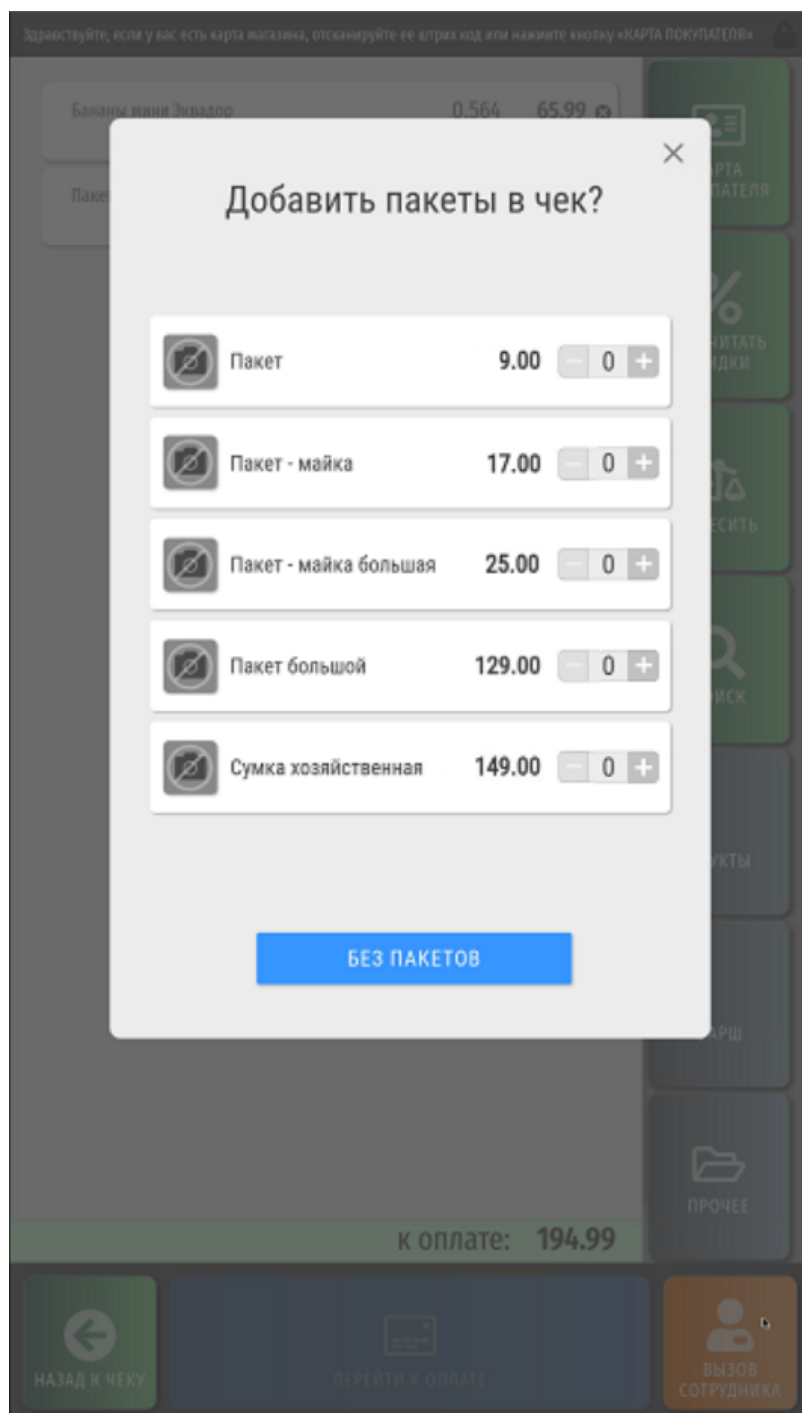 Здравствуйте, если у вас есть карта магазина, отсканируйте ее штрих код или нажмите кнопку «КАРТА ПОКУПАТЕЛЯ»
Бананы мини Эквадор 0.564 65.99
Добавить пакеты в чек?
Пакет 9.00 0
Пакет - майка 17.00 0
Пакет - майка большая 25.00 0
Пакет большой 129.00 0
Сумка хозяйственная 149.00 0
БЕЗ ПАКЕТОВ
ПРОЧЕЕ
к оплате: 194.99
НАЗАД К ЧЕКУ
ПЕРЕЙТИ К ОПЛАТЕ
ВЫЗОВ
СОТРУДНИКА